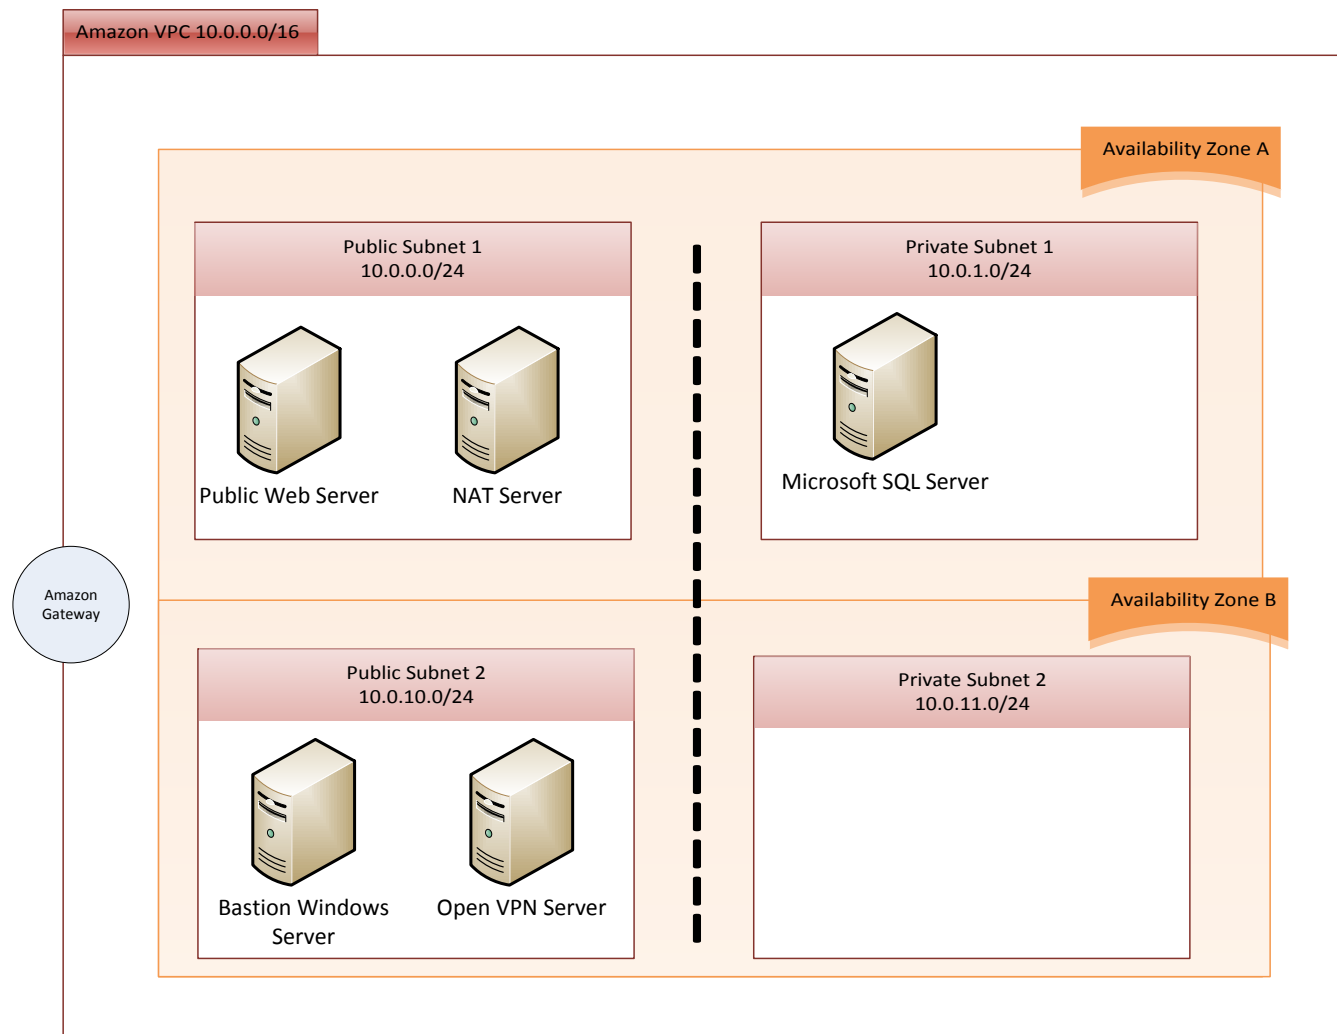 Amazon VPC 10.0.0.0/16
Availability Zone A
Public Subnet 1
10.0.0.0/24
Private Subnet 1
10.0.1.0/24
Public Web Server
NAT Server
Microsoft SQL Server
Amazon
Gateway
Availability Zone B
Public Subnet 2
10.0.10.0/24
Private Subnet 2
10.0.11.0/24
Bastion Windows
Server
Open VPN Server